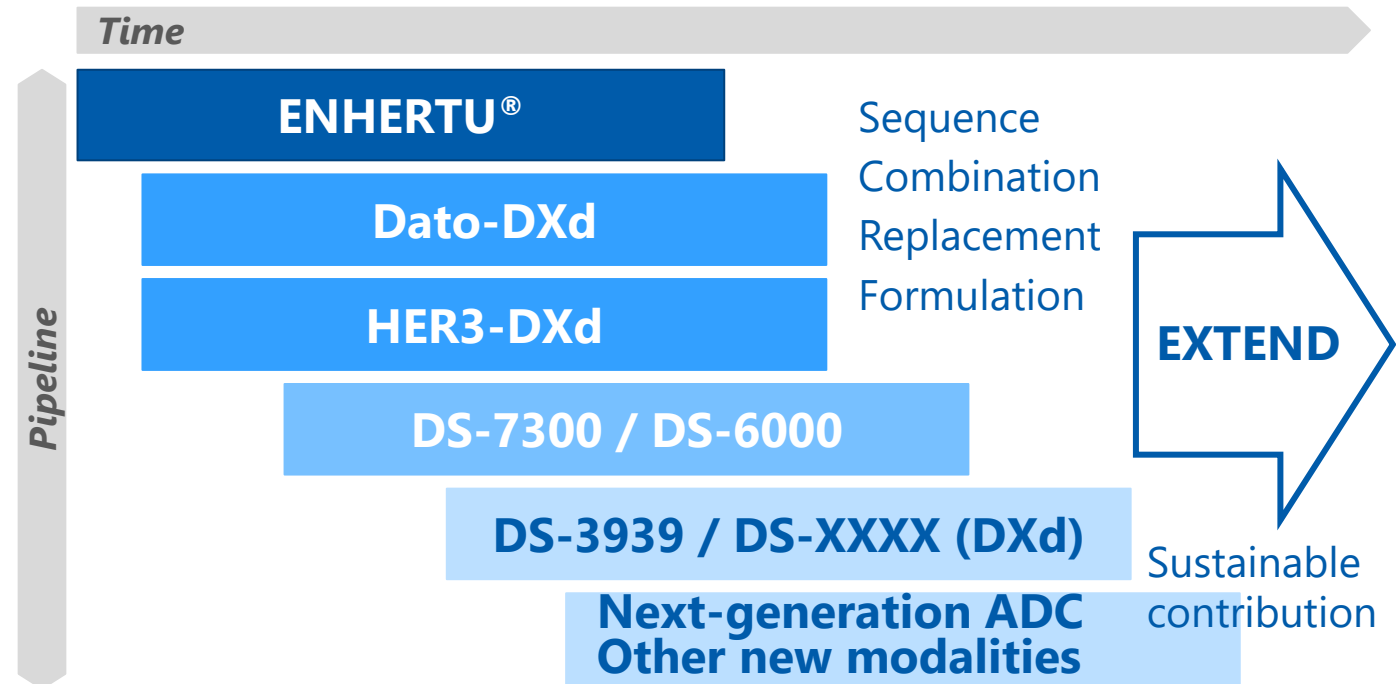 Time
Pipeline
ENHERTU®
Dato-DXd
HER3-DXd
DS-7300 / DS-6000
DS-3939 / DS-XXXX (DXd)
Next-generation ADC
Other new modalities
Sequence
Combination
Replacement
Formulation
EXTEND
Sustainable
contribution